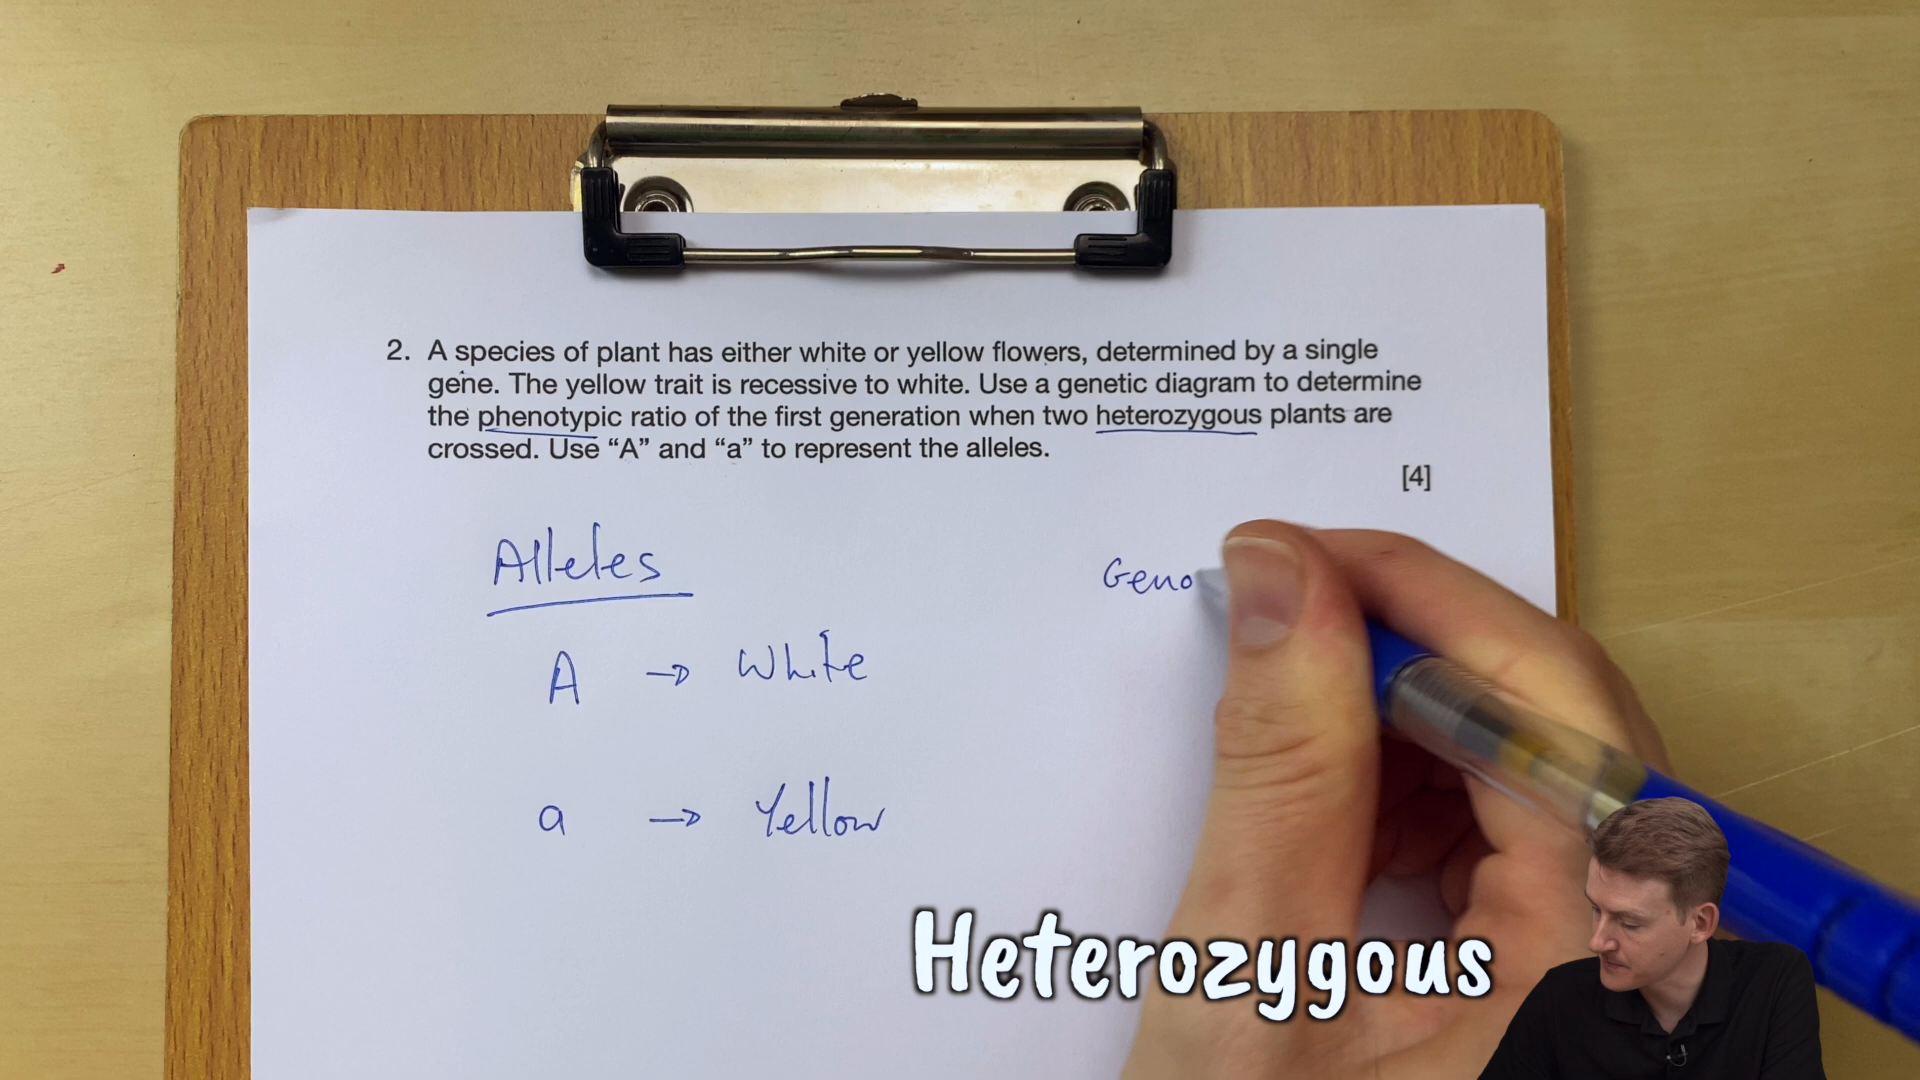 2. A species of plant has either white or yellow flowers, determined by a single
gene. The yellow trait is recessive to white. Use a genetic diagram to determine
the phenotypic ratio of the first generation when two heterozygous plants are
crossed. Use “A” and “a” to represent the alleles.
[4]
Alleles
Geno
A → White
a → Yellow
Heterozygous